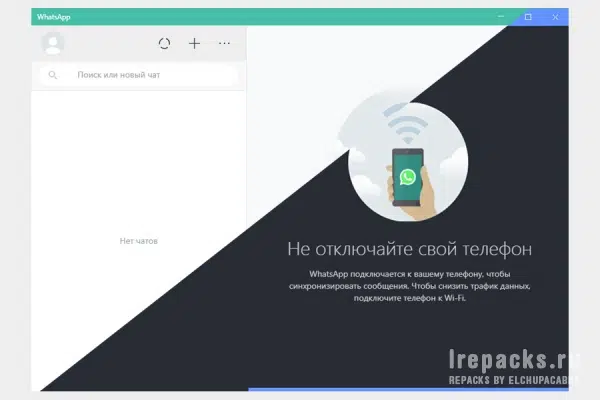 WhatsApp
Поиск или новый чат
Нет чатов
Не отключайте свой телефон
WhatsApp подключается к вашему телефону, чтобы
синхронизировать сообщения. Чтобы снизить трафик данных,
подключите телефон к Wi-Fi.
lrepacks.ru
REPACKS BY ELCHUPACABRA